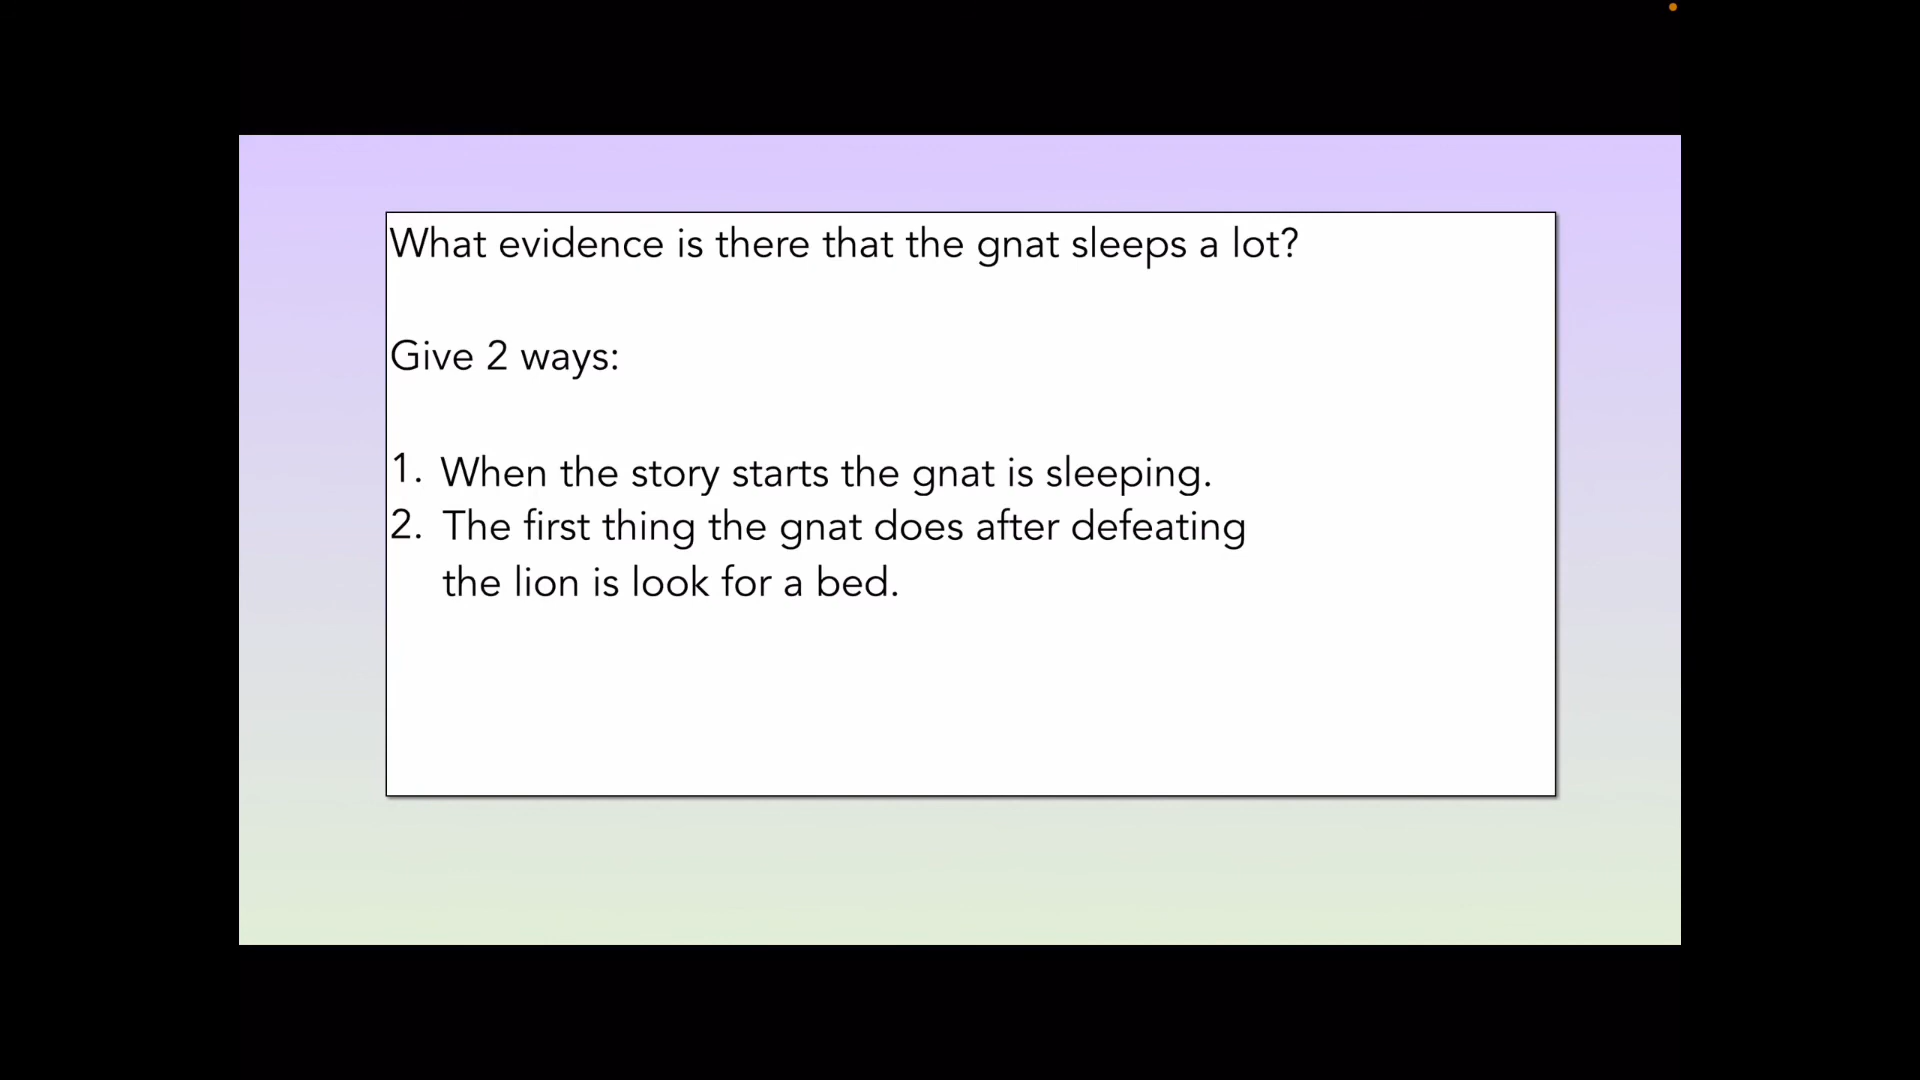 What evidence is there that the gnat sleeps a lot?
Give 2 ways:
1. When the story starts the gnat is sleeping.
2. The first thing the gnat does after defeating
the lion is look for a bed.